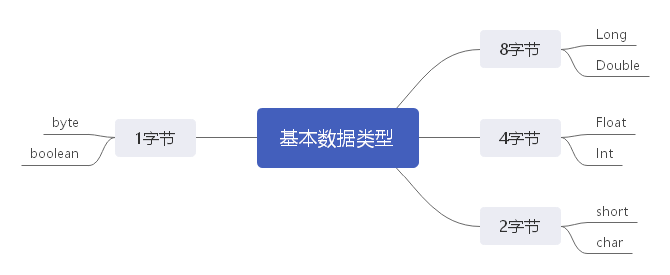 基本数据类型
8字节
Long
Double
4字节
Float
Int
2字节
short
char
1字节
byte
boolean